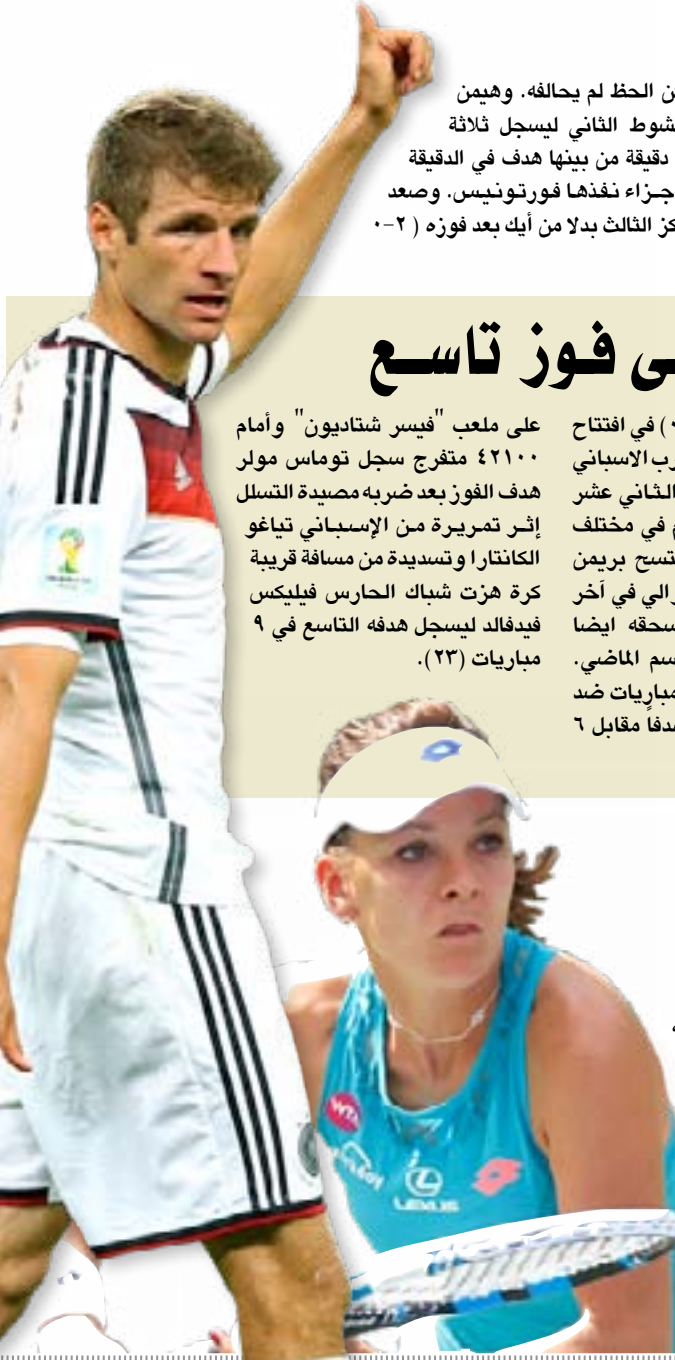 ن الحظ لم يحالفه. وهيمن
شوط الثاني ليسجل ثلاثة
دقيقة من بينها هدف في الدقيقة
جزاء نفذها فورتونيس. وصعد
كز الثالث بدلا من أيك بعد فوزه ( ٢-٠
ى فوز تاسع
) في افتتاح
رب الاسباني
الثاني عشر
م في مختلف
تسح بريمن
رالي في آخر
سحقه ايضا
سم الماضي.
مباريات ضد
دفا مقابل ٦
على ملعب "فيسر شتاديون" وأمام
٤٢١٠٠ متفرج سجل توماس مولر
هدف الفوز بعد ضربه مصيدة التسلل
إثر تمريرة من الإسباني تياغو
الكانتارا وتسديدة من مسافة قريبة
كرة هزت شباك الحارس فيليكس
فيدفالد ليسجل هدفه التاسع في ٩
مباريات (٢٣).
WTA
LEXUS